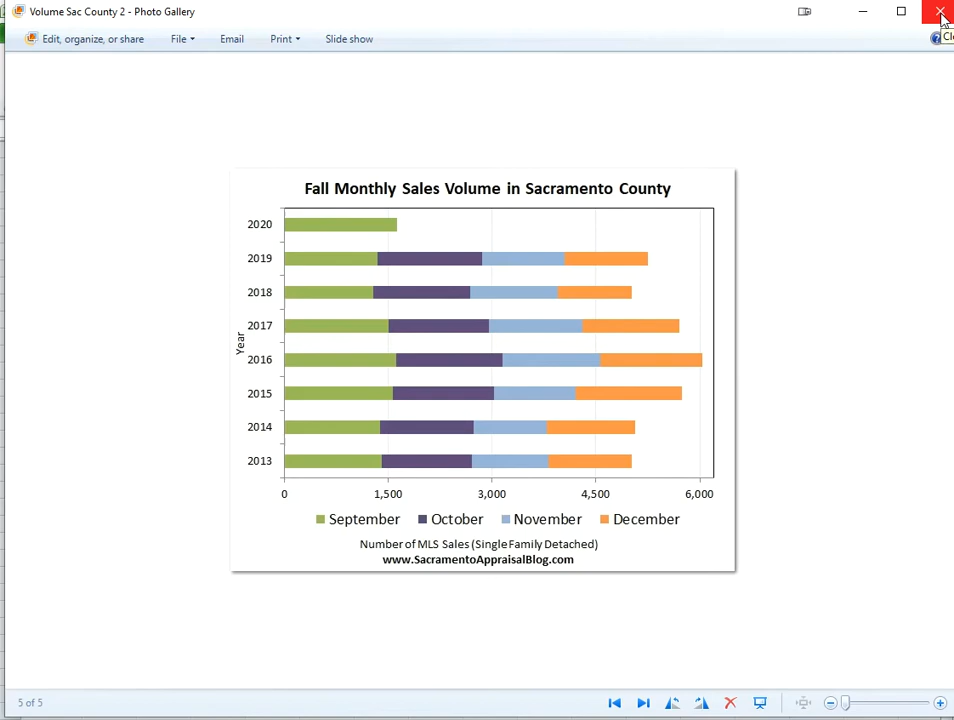 Volume Sac County 2 - Photo Gallery
Edit, organize, or share File Email Print Slide show
Fall Monthly Sales Volume in Sacramento County
2020
2019
2018
2017
2016
2015
2014
2013
Year
0 1,500 3,000 4,500 6,000
September October November December
Number of MLS Sales (Single Family Detached)
www.SacramentoAppraisalBlog.com
5 of 5